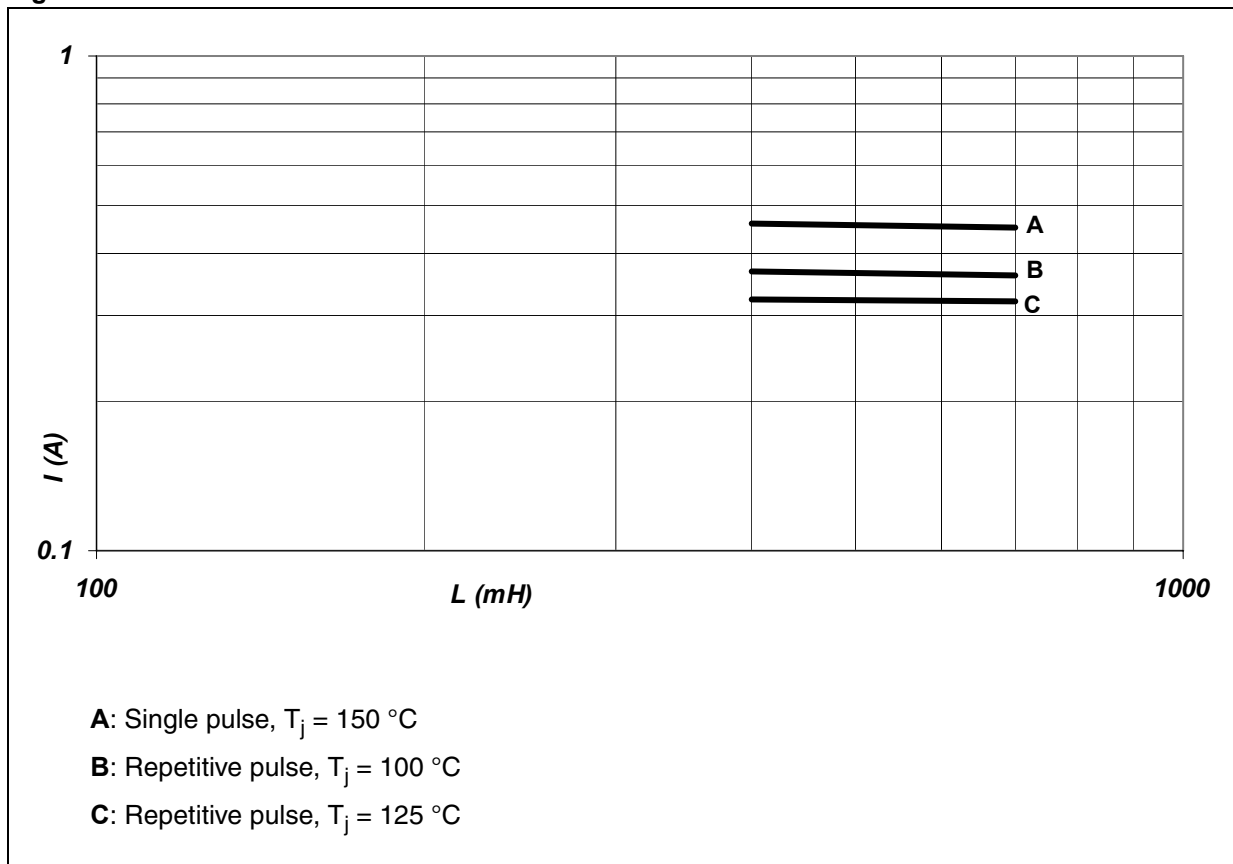 1
A
B
C
I (A)
0.1
100
L (mH)
1000
A: Single pulse, Tj = 150 °C
B: Repetitive pulse, Tj = 100 °C
C: Repetitive pulse, Tj = 125 °C